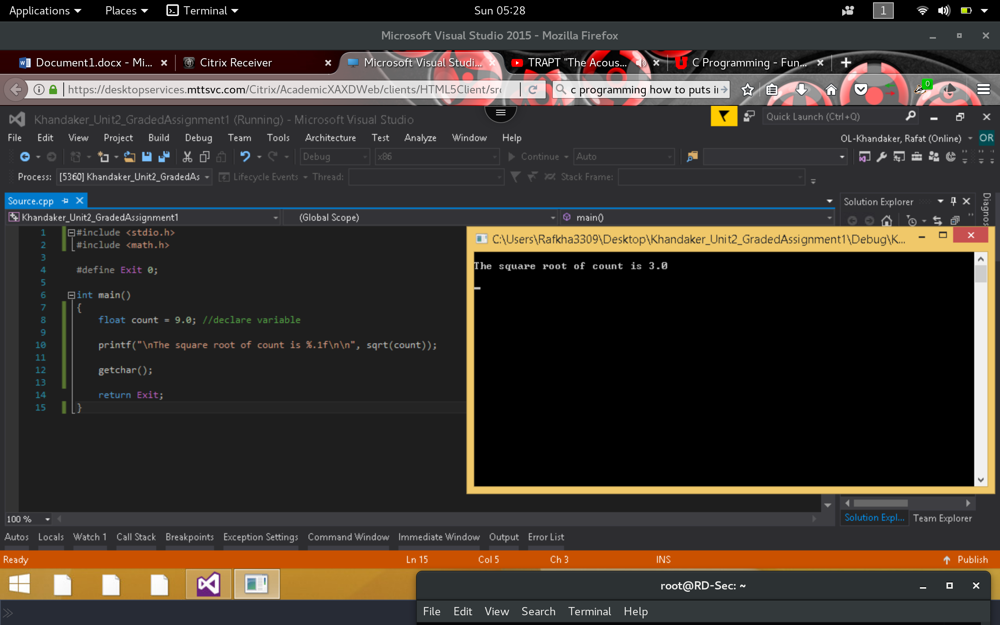 Applications Places Terminal Sun 05:28 1
Microsoft Visual Studio 2015 - Mozilla Firefox
Document1.docx - Mi... Citrix Receiver Microsoft Visual Studi... TRAPT "The Acous... C Programming - Fun...
https://desktopservices.mttsvc.com/Citrix/AcademicXAXDWeb/clients/HTML5Client/src c programming how to puts i 0
Khandaker_Unit2_GradedAssignment1 (Running) - Microsoft Visual Studio Quick Launch (Ctrl+Q)
File Edit View Project Build Debug Team Tools Architecture Test Analyze Window Help OL-Khandaker, Rafat (Online) OR
Debug x86 Continue Auto
Process: [5360] Khandaker_Unit2_GradedAs Lifecycle Events Thread: Stack Frame:
Source.cpp Solution Explorer Diagnos
Khandaker_Unit2_GradedAssignment1 (Global Scope) main()
1 #include <stdio.h>
2 #include <math.h>
3
4 #define Exit 0;
5
6 int main()
7 {
8 float count = 9.0; //declare variable
9
10 printf("\nThe square root of count is %.1f\n\n", sqrt(count));
11
12 getchar();
13
14 return Exit;
15 }
C:\Users\Rafkha3309\Desktop\Khandaker_Unit2_GradedAssignment1\Debug\K...
The square root of count is 3.0
100 %
Solution Expl... Team Explorer
Autos Locals Watch 1 Call Stack Breakpoints Exception Settings Command Window Immediate Window Output Error List
Ready Ln 15 Col 5 Ch 3 INS Publish
root@RD-Sec: ~
File Edit View Search Terminal Help